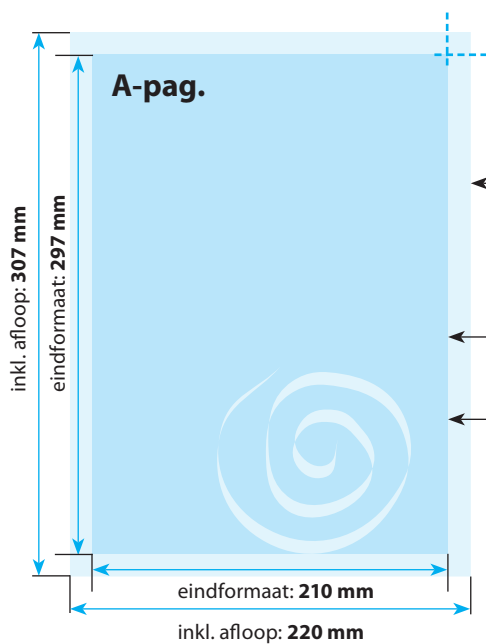 A-pag.
inkl. afloop: 307 mm
eindformaat: 297 mm
eindformaat: 210 mm
inkl. afloop: 220 mm